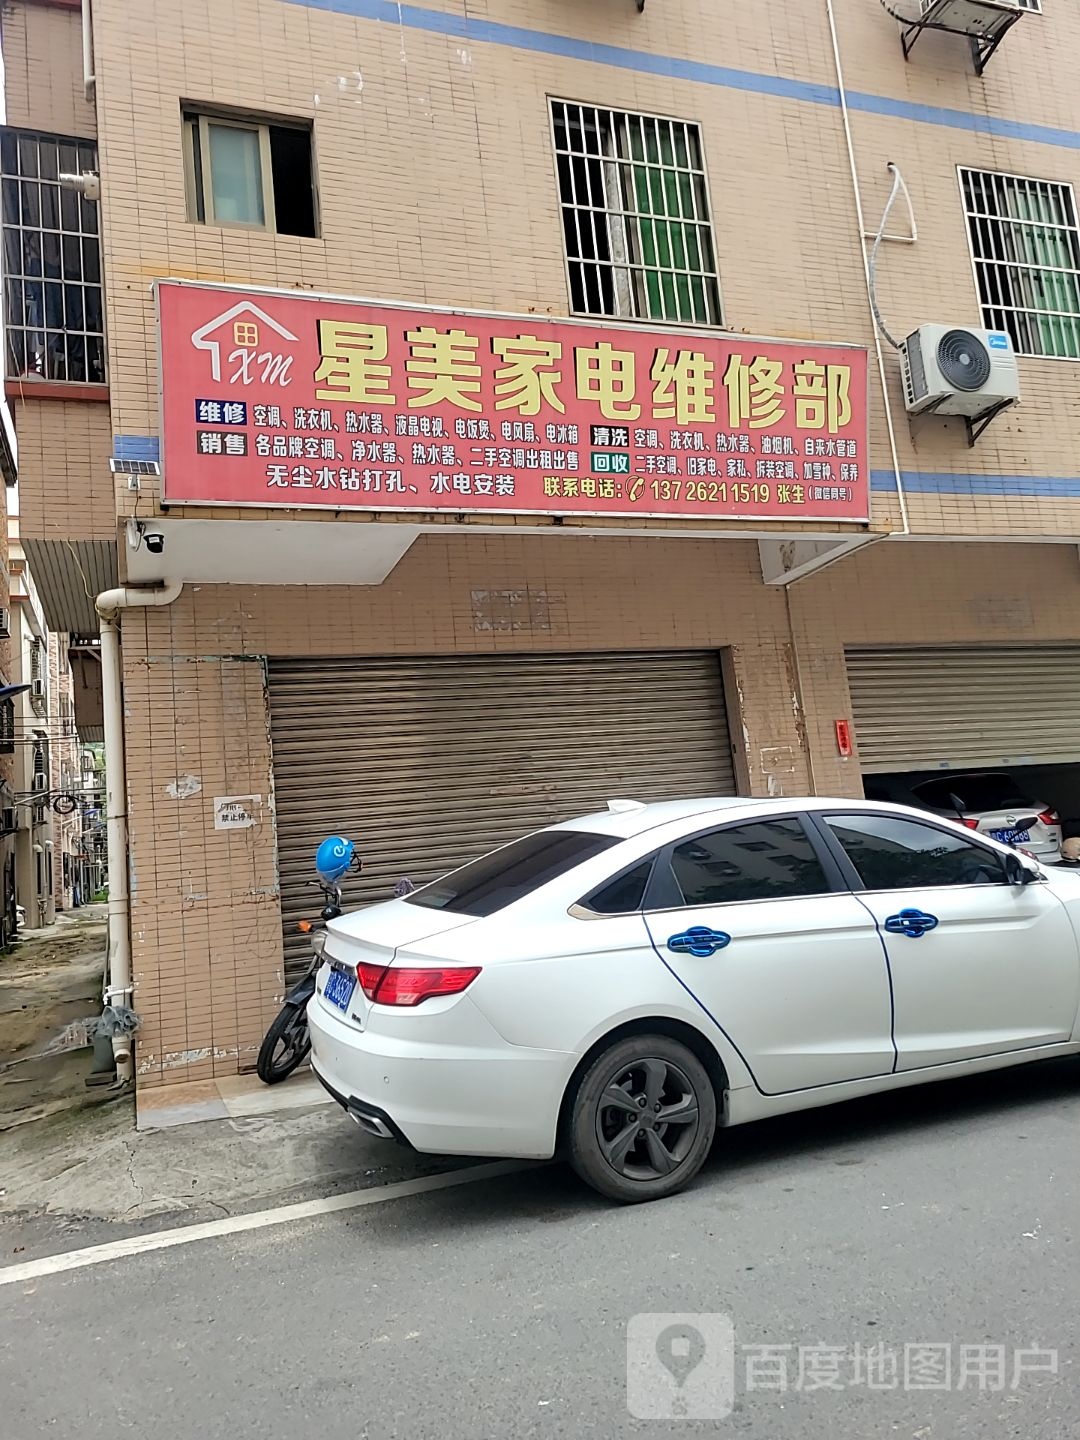 XM
星美家电维修部
维修 空调、洗衣机、热水器、液晶电视、电饭煲、电风扇、电冰箱
清洗 空调、洗衣机、热水器、油烟机、自来水管道
销售 各品牌空调、净水器、热水器、二手空调出租出售
回收 二手空调、旧家电、家私、拆装空调、加雪种、保养
无尘水钻打孔、水电安装
联系电话: 13726211519 张生 (微信同号)
禁止停车
百度地图用户